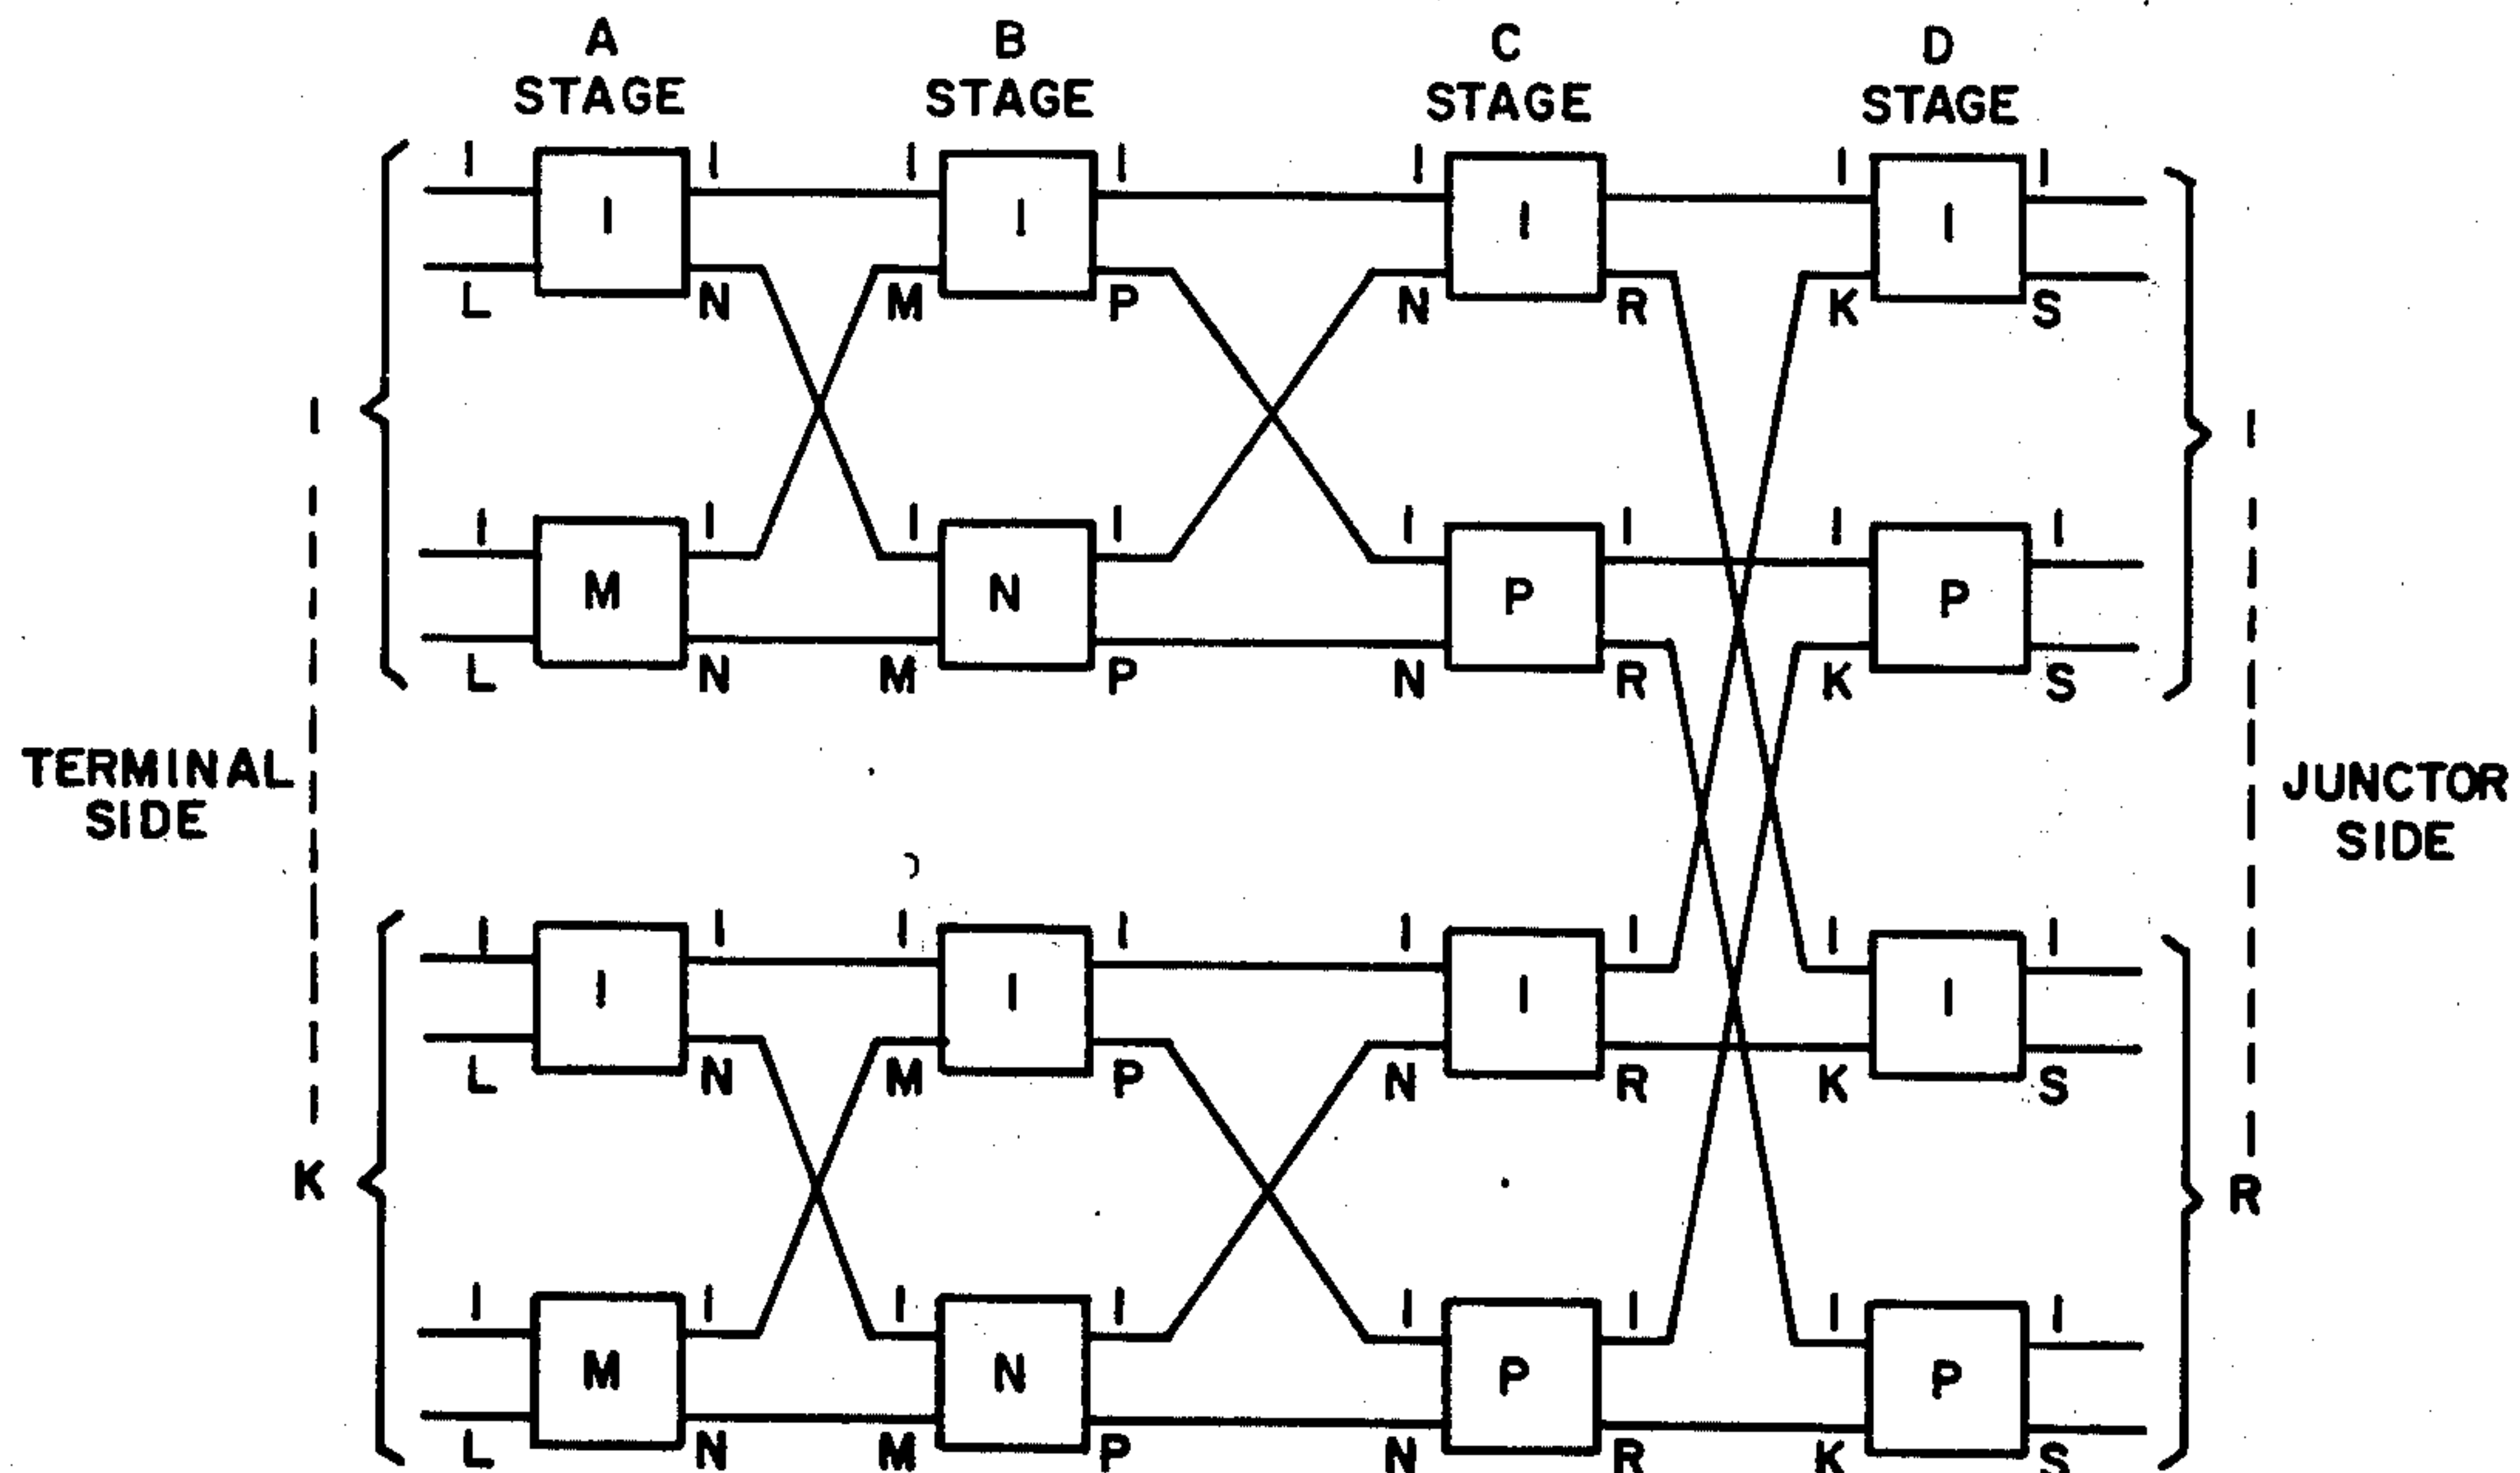 A B C D
STAGE STAGE STAGE STAGE
I I I I I I I
I I I I
L N M P N R K S
I I
I I I I I I I I
M N P P
L N M P N R K S
TERMINAL SIDE
JUNCTOR SIDE
I I I I I I I I
I I I I
L N M P N R K S
K R
I I I I I I I I
M N P P
L N M P N R K S